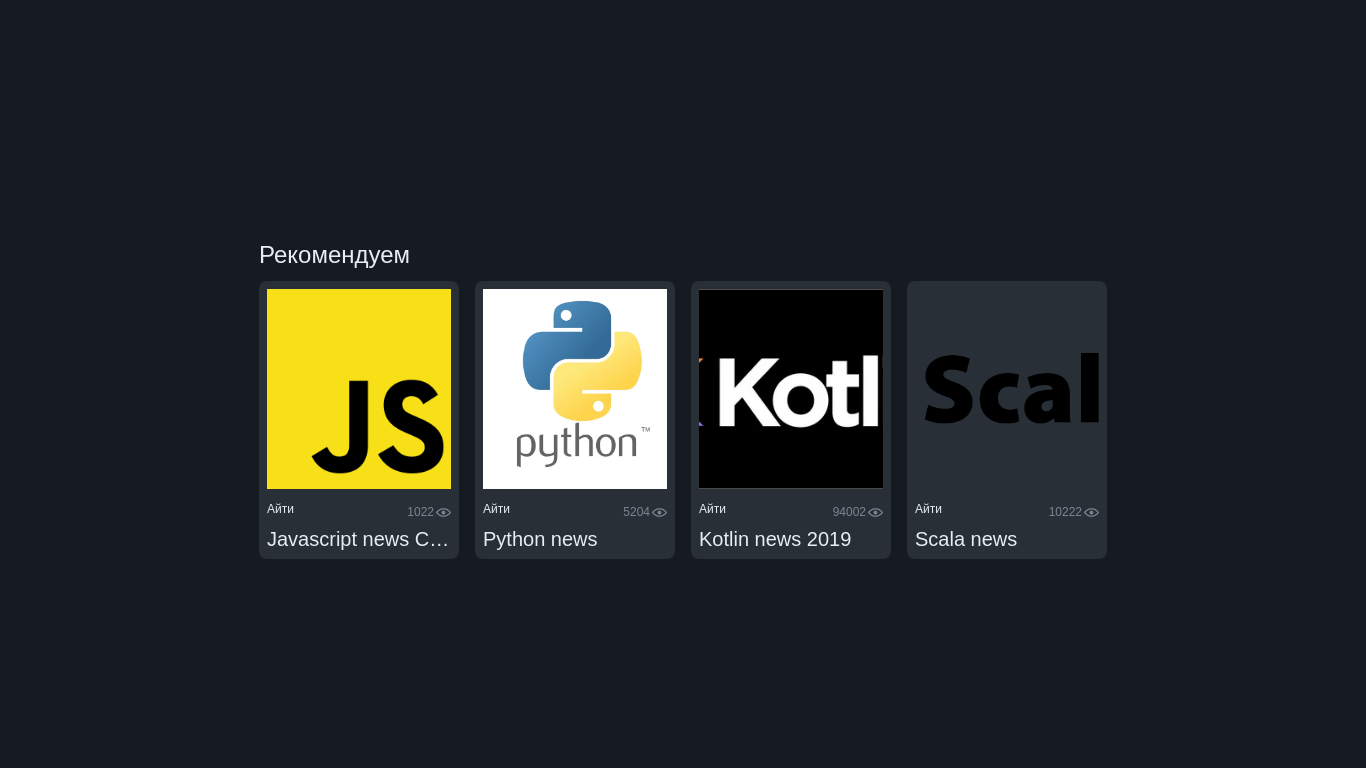 Рекомендуем
JS
python™
Kotl
Scal
Айти
1022
Айти
5204
Айти
94002
Айти
10222
Javascript news C...
Python news
Kotlin news 2019
Scala news